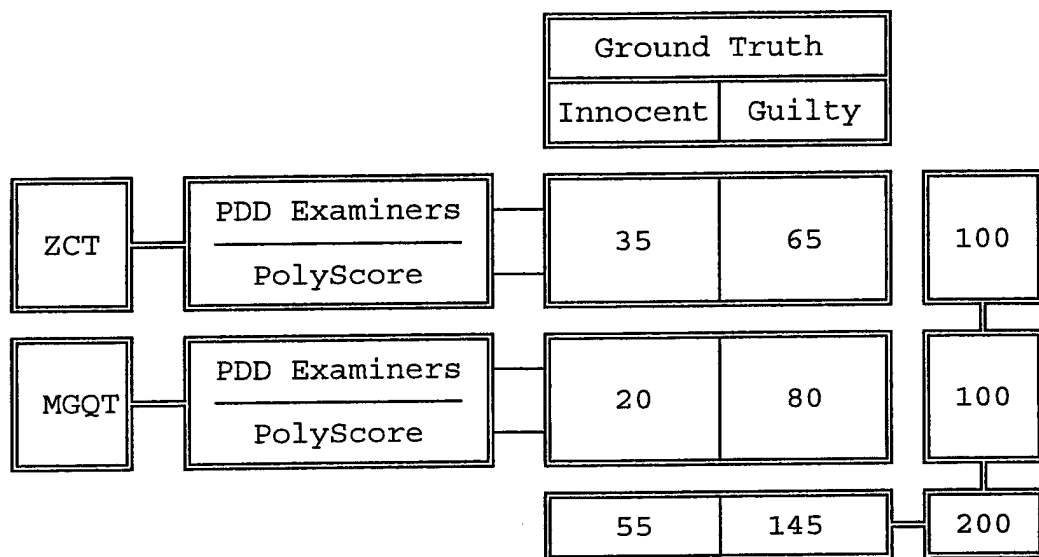 Ground Truth
Innocent Guilty
ZCT PDD Examiners 35 65 100
PolyScore
MGQT PDD Examiners 20 80 100
PolyScore
55 145 200